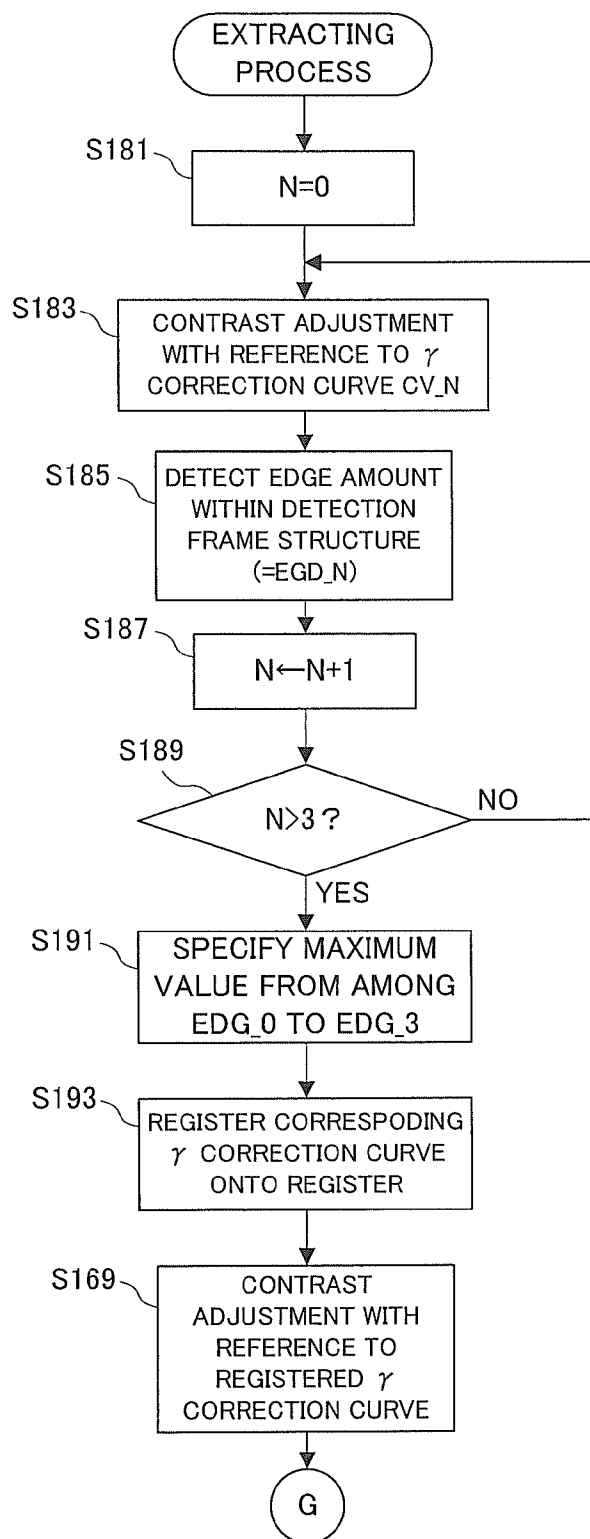 EXTRACTING
PROCESS
S181
N=0
S183
CONTRAST ADJUSTMENT
WITH REFERENCE TO γ
CORRECTION CURVE CV_N
S185
DETECT EDGE AMOUNT
WITHIN DETECTION
FRAME STRUCTURE
(=EGD_N)
S187
N←N+1
S189
N>3?
NO
YES
S191
SPECIFY MAXIMUM
VALUE FROM AMONG
EDG_0 TO EDG_3
S193
REGISTER CORRESPODING
γ CORRECTION CURVE
ONTO REGISTER
S169
CONTRAST
ADJUSTMENT WITH
REFERENCE TO
REGISTERED γ
CORRECTION CURVE
G